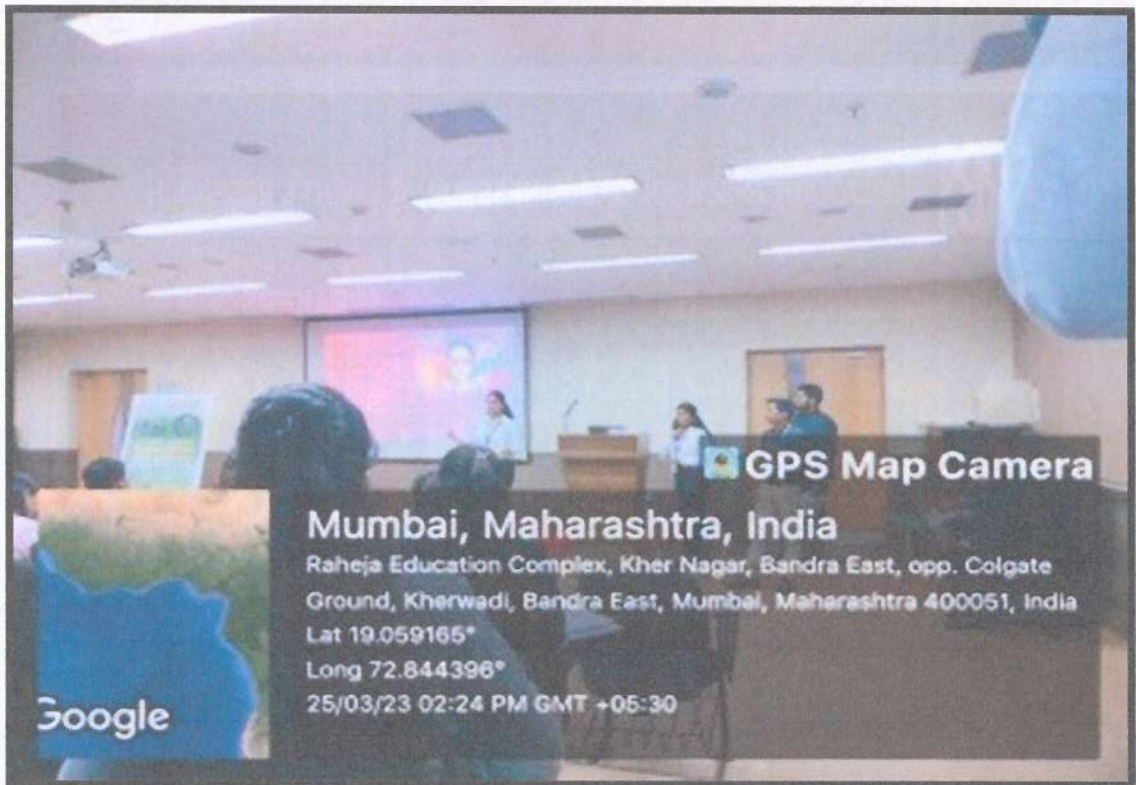 GPS Map Camera
Mumbai, Maharashtra, India
Raheja Education Complex, Kher Nagar, Bandra East, opp. Colgate
Ground, Kherwadi, Bandra East, Mumbai, Maharashtra 400051, India
Lat 19.059165°
Long 72.844396°
25/03/23 02:24 PM GMT +05:30
Google